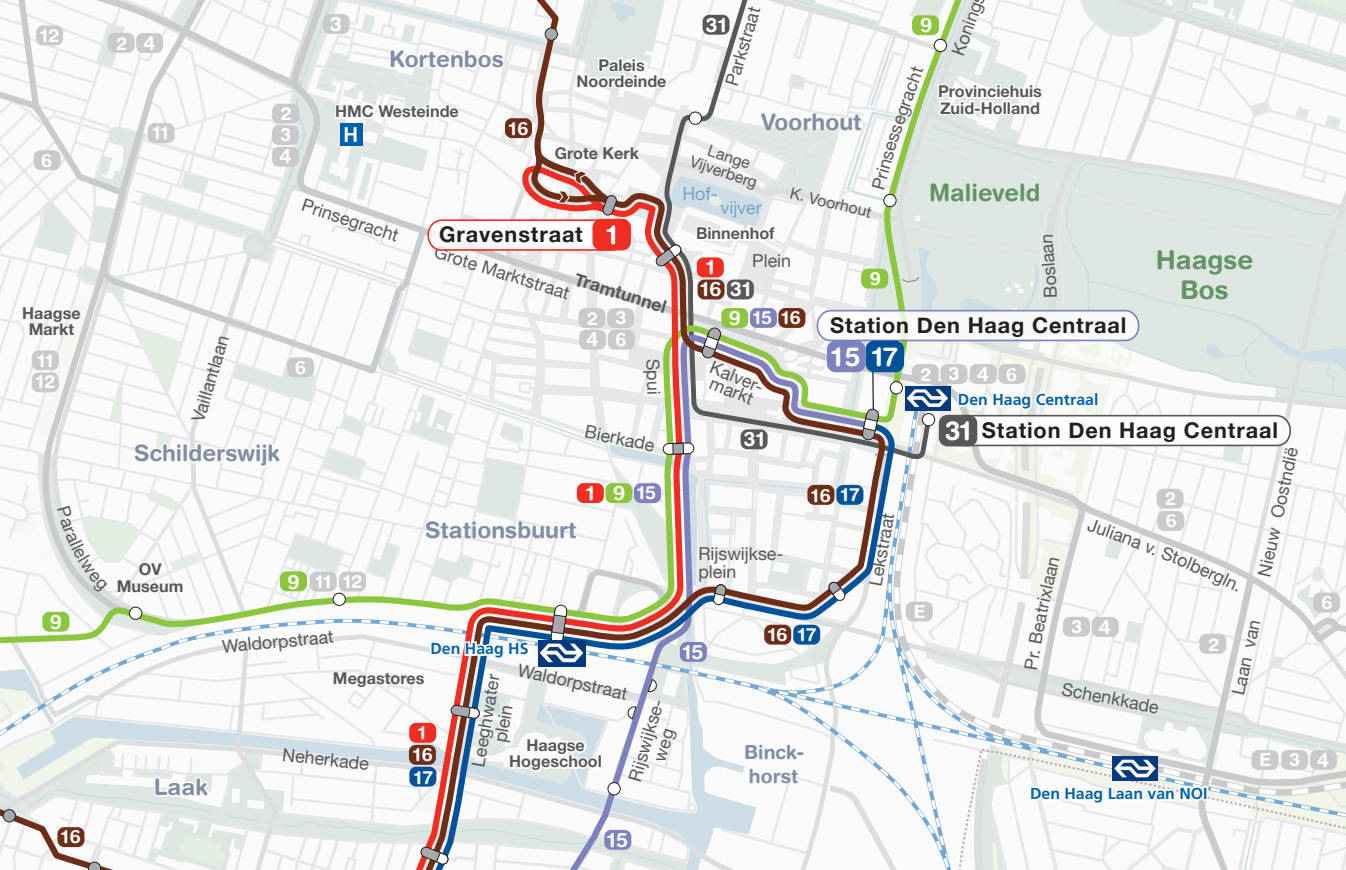 12
2 4
3
Kortenbos
Paleis
Noordeinde
31
Parkstraat
9
Konings
Provinciehuis
Zuid-Holland
HMC Westeinde
H
2
3
4
11
6
16
Grote Kerk
Voorhout
Prinsessegracht
Lange
Vijverberg
K. Voorhout
Hof-
vijver
Malieveld
Prinsegracht
Gravenstraat 1
Binnenhof
Plein
Boslaan
Haagse
Bos
Grote Marktstraat
Tramtunnel
1
16 31
9
Haagse
Markt
11
12
2 3
4 6
9 15 16
Station Den Haag Centraal
15 17
6
Vaillantlaan
Spui
Kalver-
markt
2 3 4 6
Den Haag Centraal
31 Station Den Haag Centraal
Bierkade
31
Schilderswijk
1 9 15
16 17
2
6
Nieuw Oostndië
Parallelweg
Stationsbuurt
Lekstraat
Juliana v. Stolbergln.
OV
Museum
9 11 12
Rijswijkse-
plein
Pr. Beatrixlaan
9
E
6
3 4
2
Waldorpstraat
Den Haag HS
16 17
15
Laan van
Megastores
Waldorpstraat
Schenkkade
Leeghwater
plein
1
16
17
Rijswijkse-
weg
Haagse
Hogeschool
Binck-
horst
Neherkade
Laak
E 3 4
Den Haag Laan van NOI
16
15